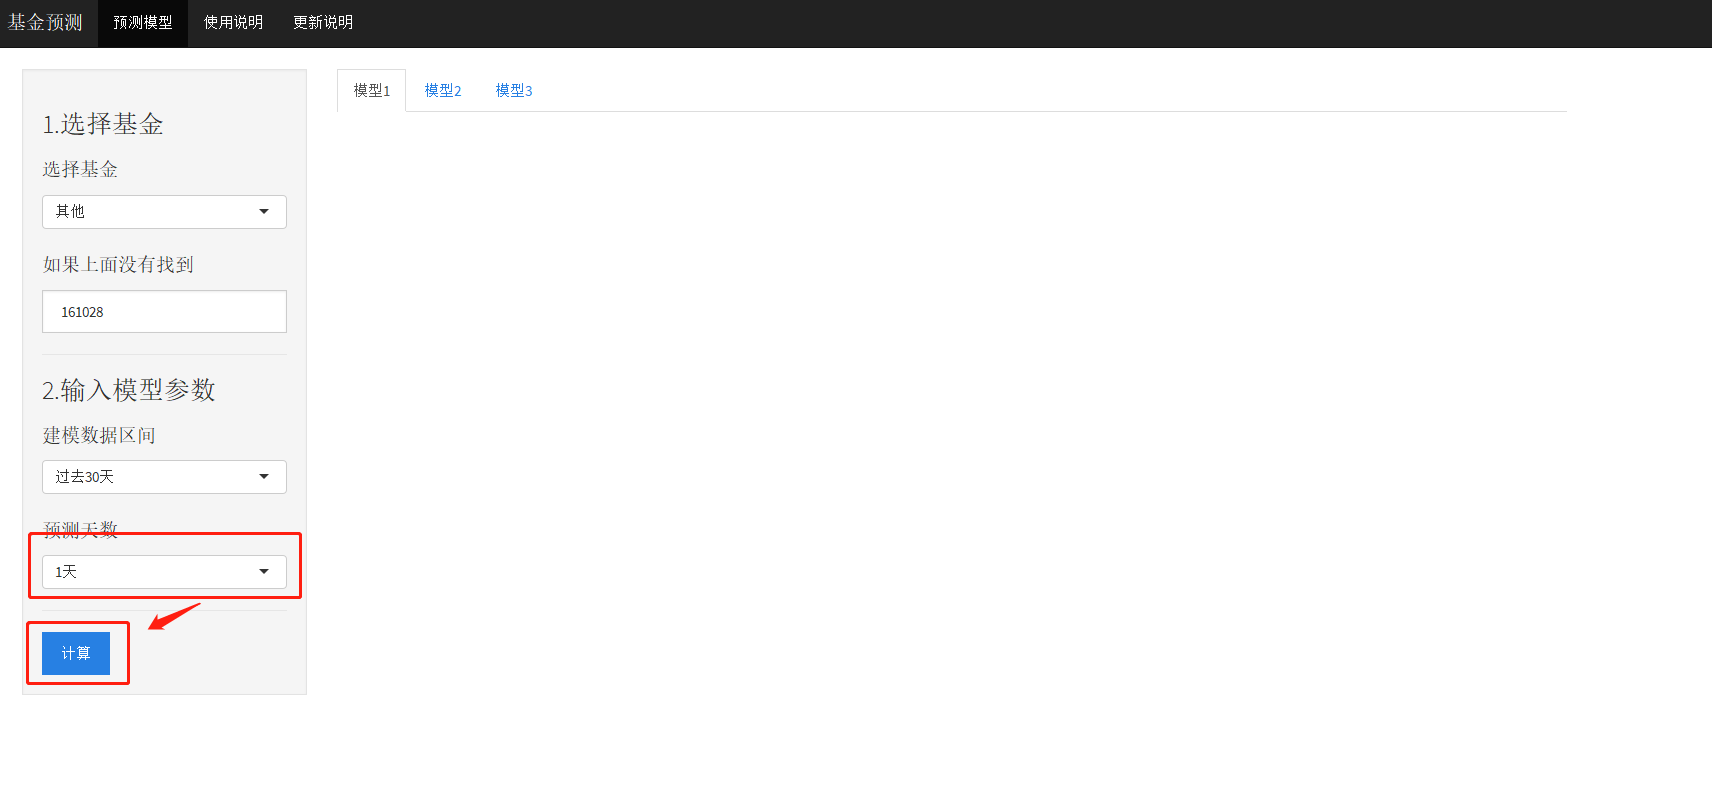 基金预测 预测模型 使用说明 更新说明
模型1 模型2 模型3
1.选择基金
选择基金
其他
如果上面没有找到
161028
2.输入模型参数
建模数据区间
过去30天
预测天数
1天
计算